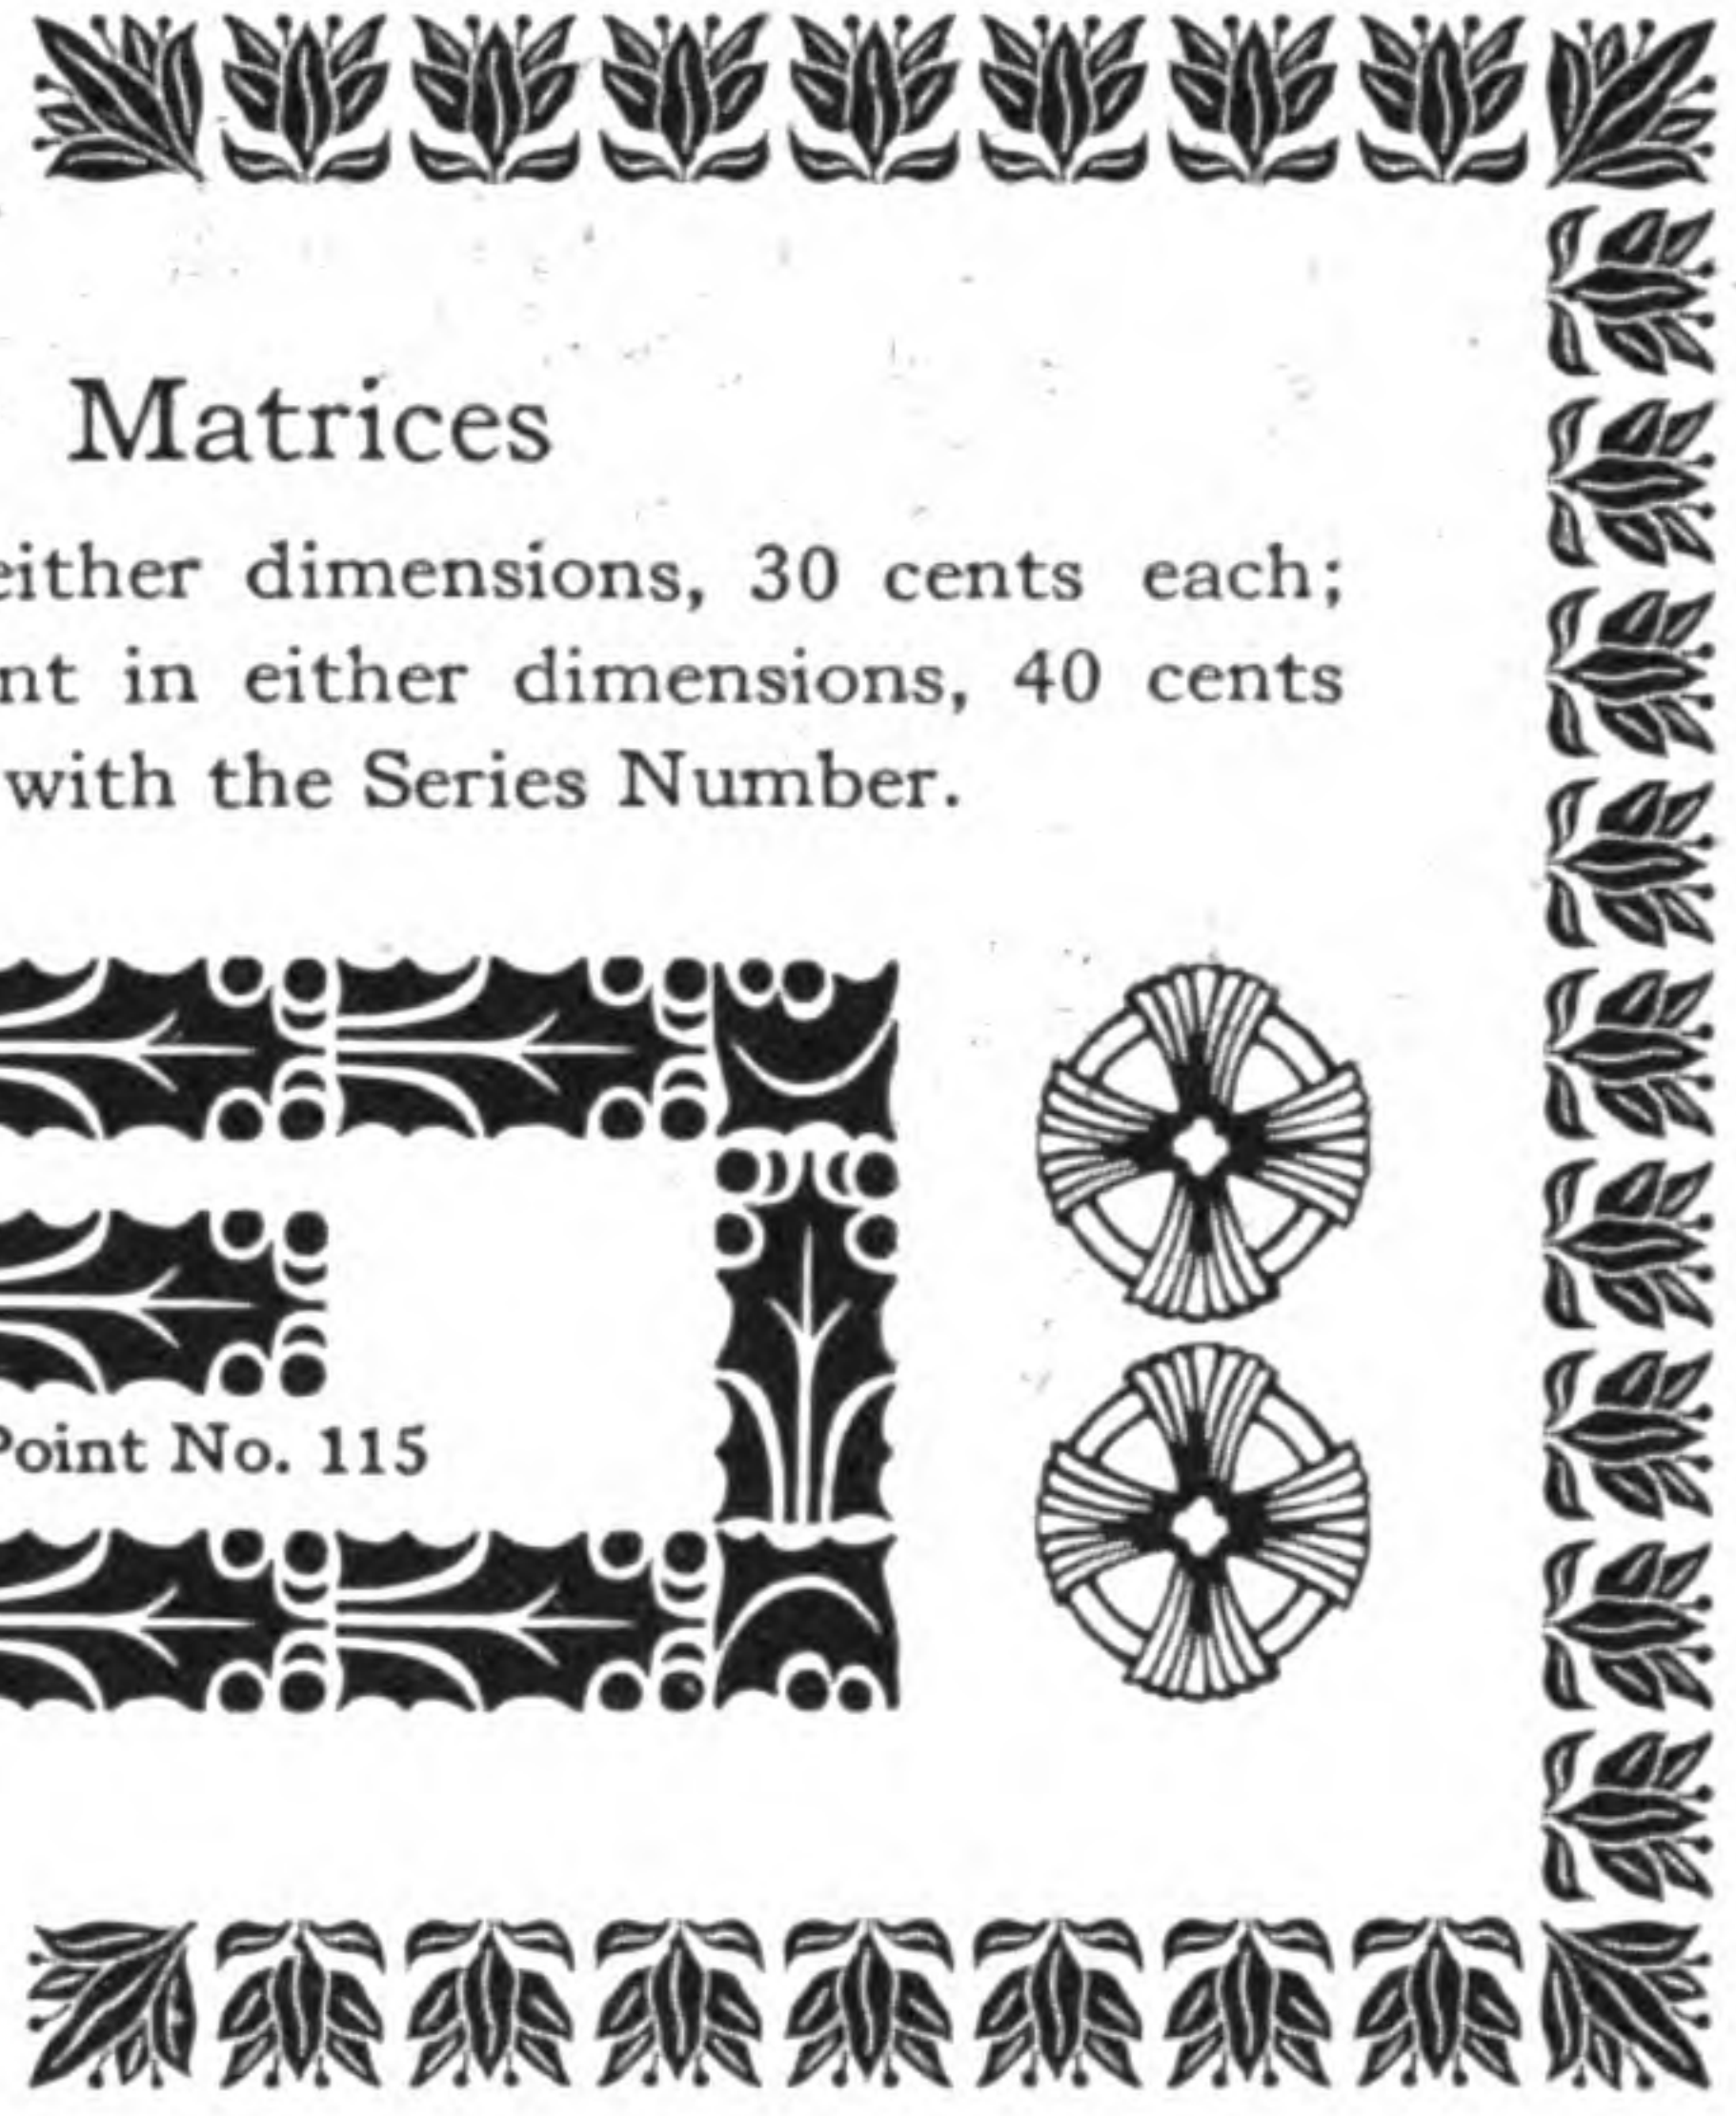 Matrices
either dimensions, 30 cents each;
nt in either dimensions, 40 cents
with the Series Number.
Point No. 115